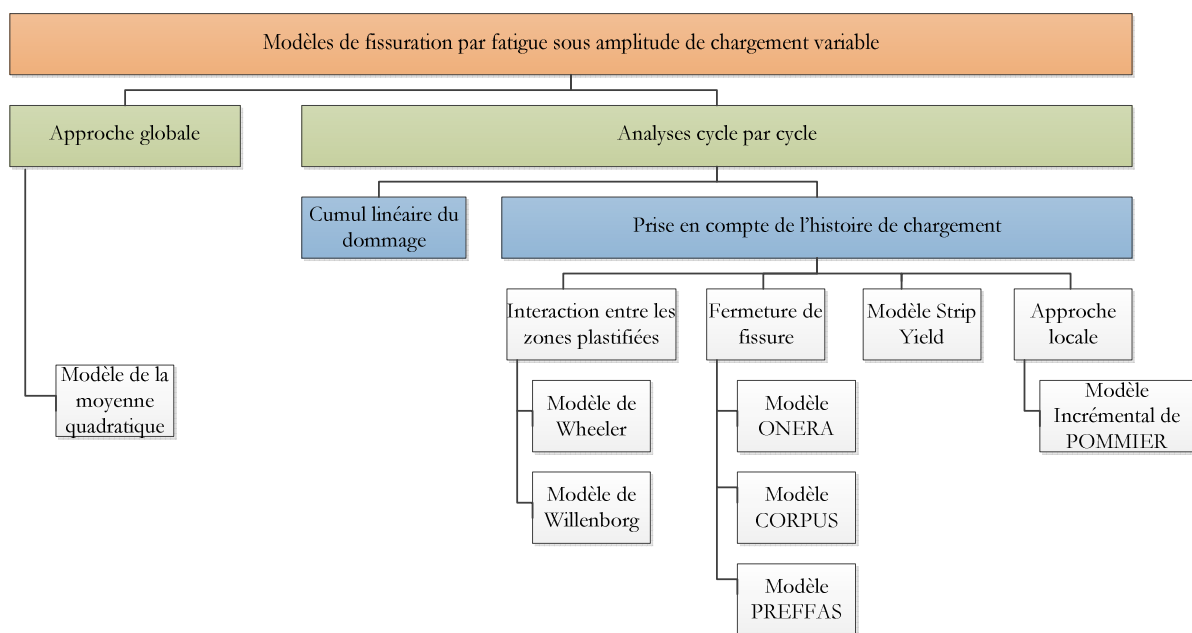 Modèles de fissuration par fatigue sous amplitude de chargement variable
Approche globale
Analyses cycle par cycle
Cumul linéaire du
dommage
Prise en compte de l'histoire de chargement
Interaction entre les
zones plastifiées
Fermeture de
fissure
Modèle Strip
Yield
Approche
locale
Modèle de la
moyenne
quadratique
Modèle de
Wheeler
Modèle
ONERA
Modèle
Incrémental de
POMMIER
Modèle de
Willenborg
Modèle
CORPUS
Modèle
PREFFAS